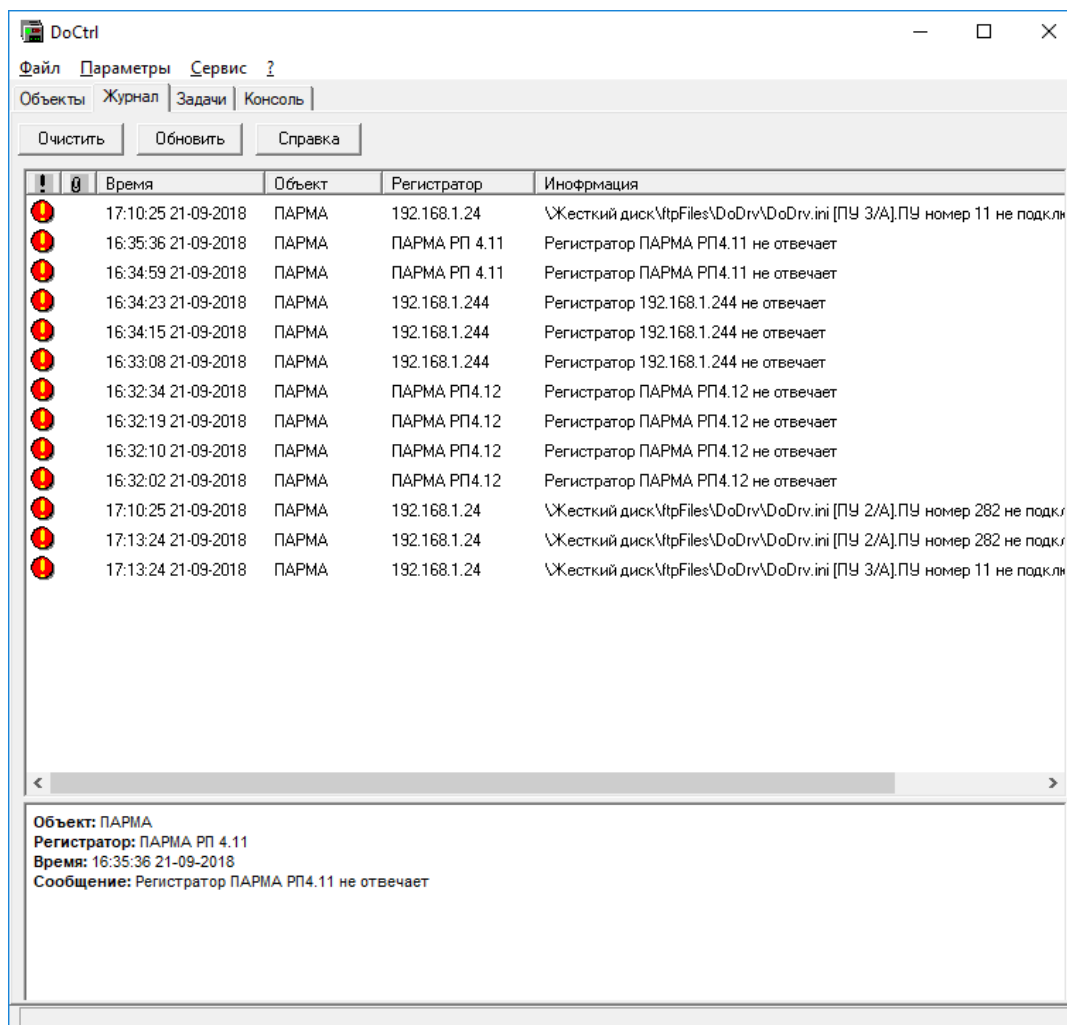 DoCtrl
Файл Параметры Сервис ?
Объекты Журнал Задачи Консоль
Очистить Обновить Справка
! Время Объект Регистратор Инофрмация
17:10:25 21-09-2018 ПАРМА 192.168.1.24 \Жесткий диск\ftpFiles\DoDrv\DoDrv.ini [ПУ 3/А].ПУ номер 11 не подклю
16:35:36 21-09-2018 ПАРМА ПАРМА РП 4.11 Регистратор ПАРМА РП4.11 не отвечает
16:34:59 21-09-2018 ПАРМА ПАРМА РП 4.11 Регистратор ПАРМА РП4.11 не отвечает
16:34:23 21-09-2018 ПАРМА 192.168.1.244 Регистратор 192.168.1.244 не отвечает
16:34:15 21-09-2018 ПАРМА 192.168.1.244 Регистратор 192.168.1.244 не отвечает
16:33:08 21-09-2018 ПАРМА 192.168.1.244 Регистратор 192.168.1.244 не отвечает
16:32:34 21-09-2018 ПАРМА ПАРМА РП4.12 Регистратор ПАРМА РП4.12 не отвечает
16:32:19 21-09-2018 ПАРМА ПАРМА РП4.12 Регистратор ПАРМА РП4.12 не отвечает
16:32:10 21-09-2018 ПАРМА ПАРМА РП4.12 Регистратор ПАРМА РП4.12 не отвечает
16:32:02 21-09-2018 ПАРМА ПАРМА РП4.12 Регистратор ПАРМА РП4.12 не отвечает
17:10:25 21-09-2018 ПАРМА 192.168.1.24 \Жесткий диск\ftpFiles\DoDrv\DoDrv.ini [ПУ 2/А].ПУ номер 282 не подкл
17:13:24 21-09-2018 ПАРМА 192.168.1.24 \Жесткий диск\ftpFiles\DoDrv\DoDrv.ini [ПУ 2/А].ПУ номер 282 не подкл
17:13:24 21-09-2018 ПАРМА 192.168.1.24 \Жесткий диск\ftpFiles\DoDrv\DoDrv.ini [ПУ 3/А].ПУ номер 11 не подклю
Объект: ПАРМА
Регистратор: ПАРМА РП 4.11
Время: 16:35:36 21-09-2018
Сообщение: Регистратор ПАРМА РП4.11 не отвечает